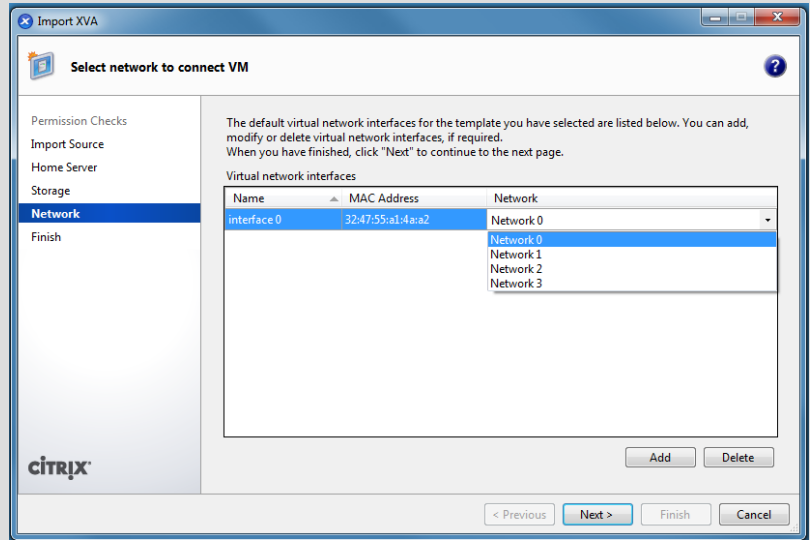 Import XVA
Select network to connect VM
Permission Checks
Import Source
Home Server
Storage
Network
Finish
The default virtual network interfaces for the template you have selected are listed below. You can add,
modify or delete virtual network interfaces, if required.
When you have finished, click "Next" to continue to the next page.
Virtual network interfaces
Name MAC Address Network
interface 0 32:47:55:a1:4a:a2 Network 0
Network 0
Network 1
Network 2
Network 3
Add Delete
CİTRIX
< Previous Next > Finish Cancel